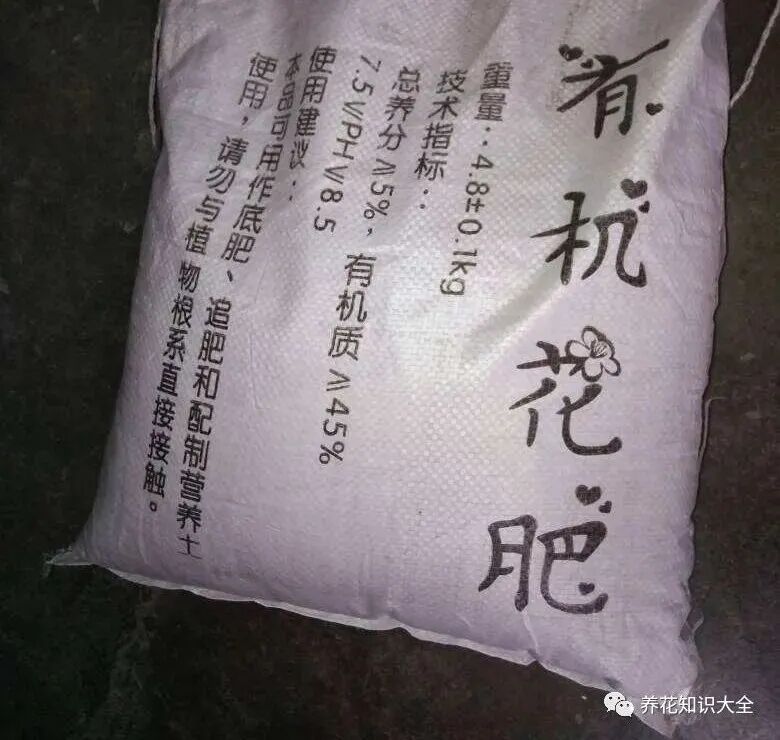 有机花肥
重量：4.8±0.1kg
技术指标：
总养分≥5%、有机质≥45%
7.5≤PH≤8.5
使用建议：
本品可用作底肥、追肥和配制营养土
使用，请勿与植物根系直接接触。
养花知识大全